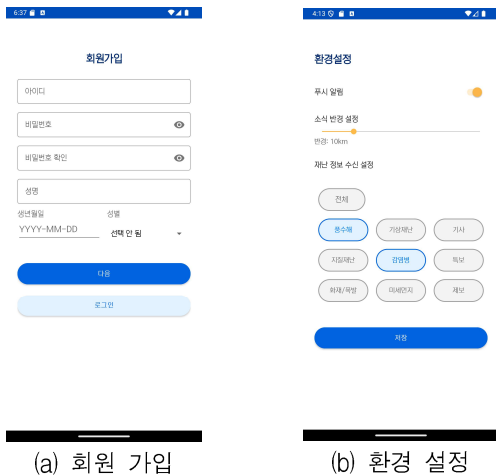 6:37
회원가입
아이디
비밀번호
비밀번호 확인
성명
생년월일 성별
YYYY-MM-DD 선택 안 됨
다음
로그인
(a) 회원 가입
4:13
환경설정
푸시 알림
소식 반경 설정
반경: 10km
재난 정보 수신 설정
전체
풍수해 기상재난 기사
지질재난 감염병 특보
화재/폭발 미세먼지 제보
저장
(b) 환경 설정